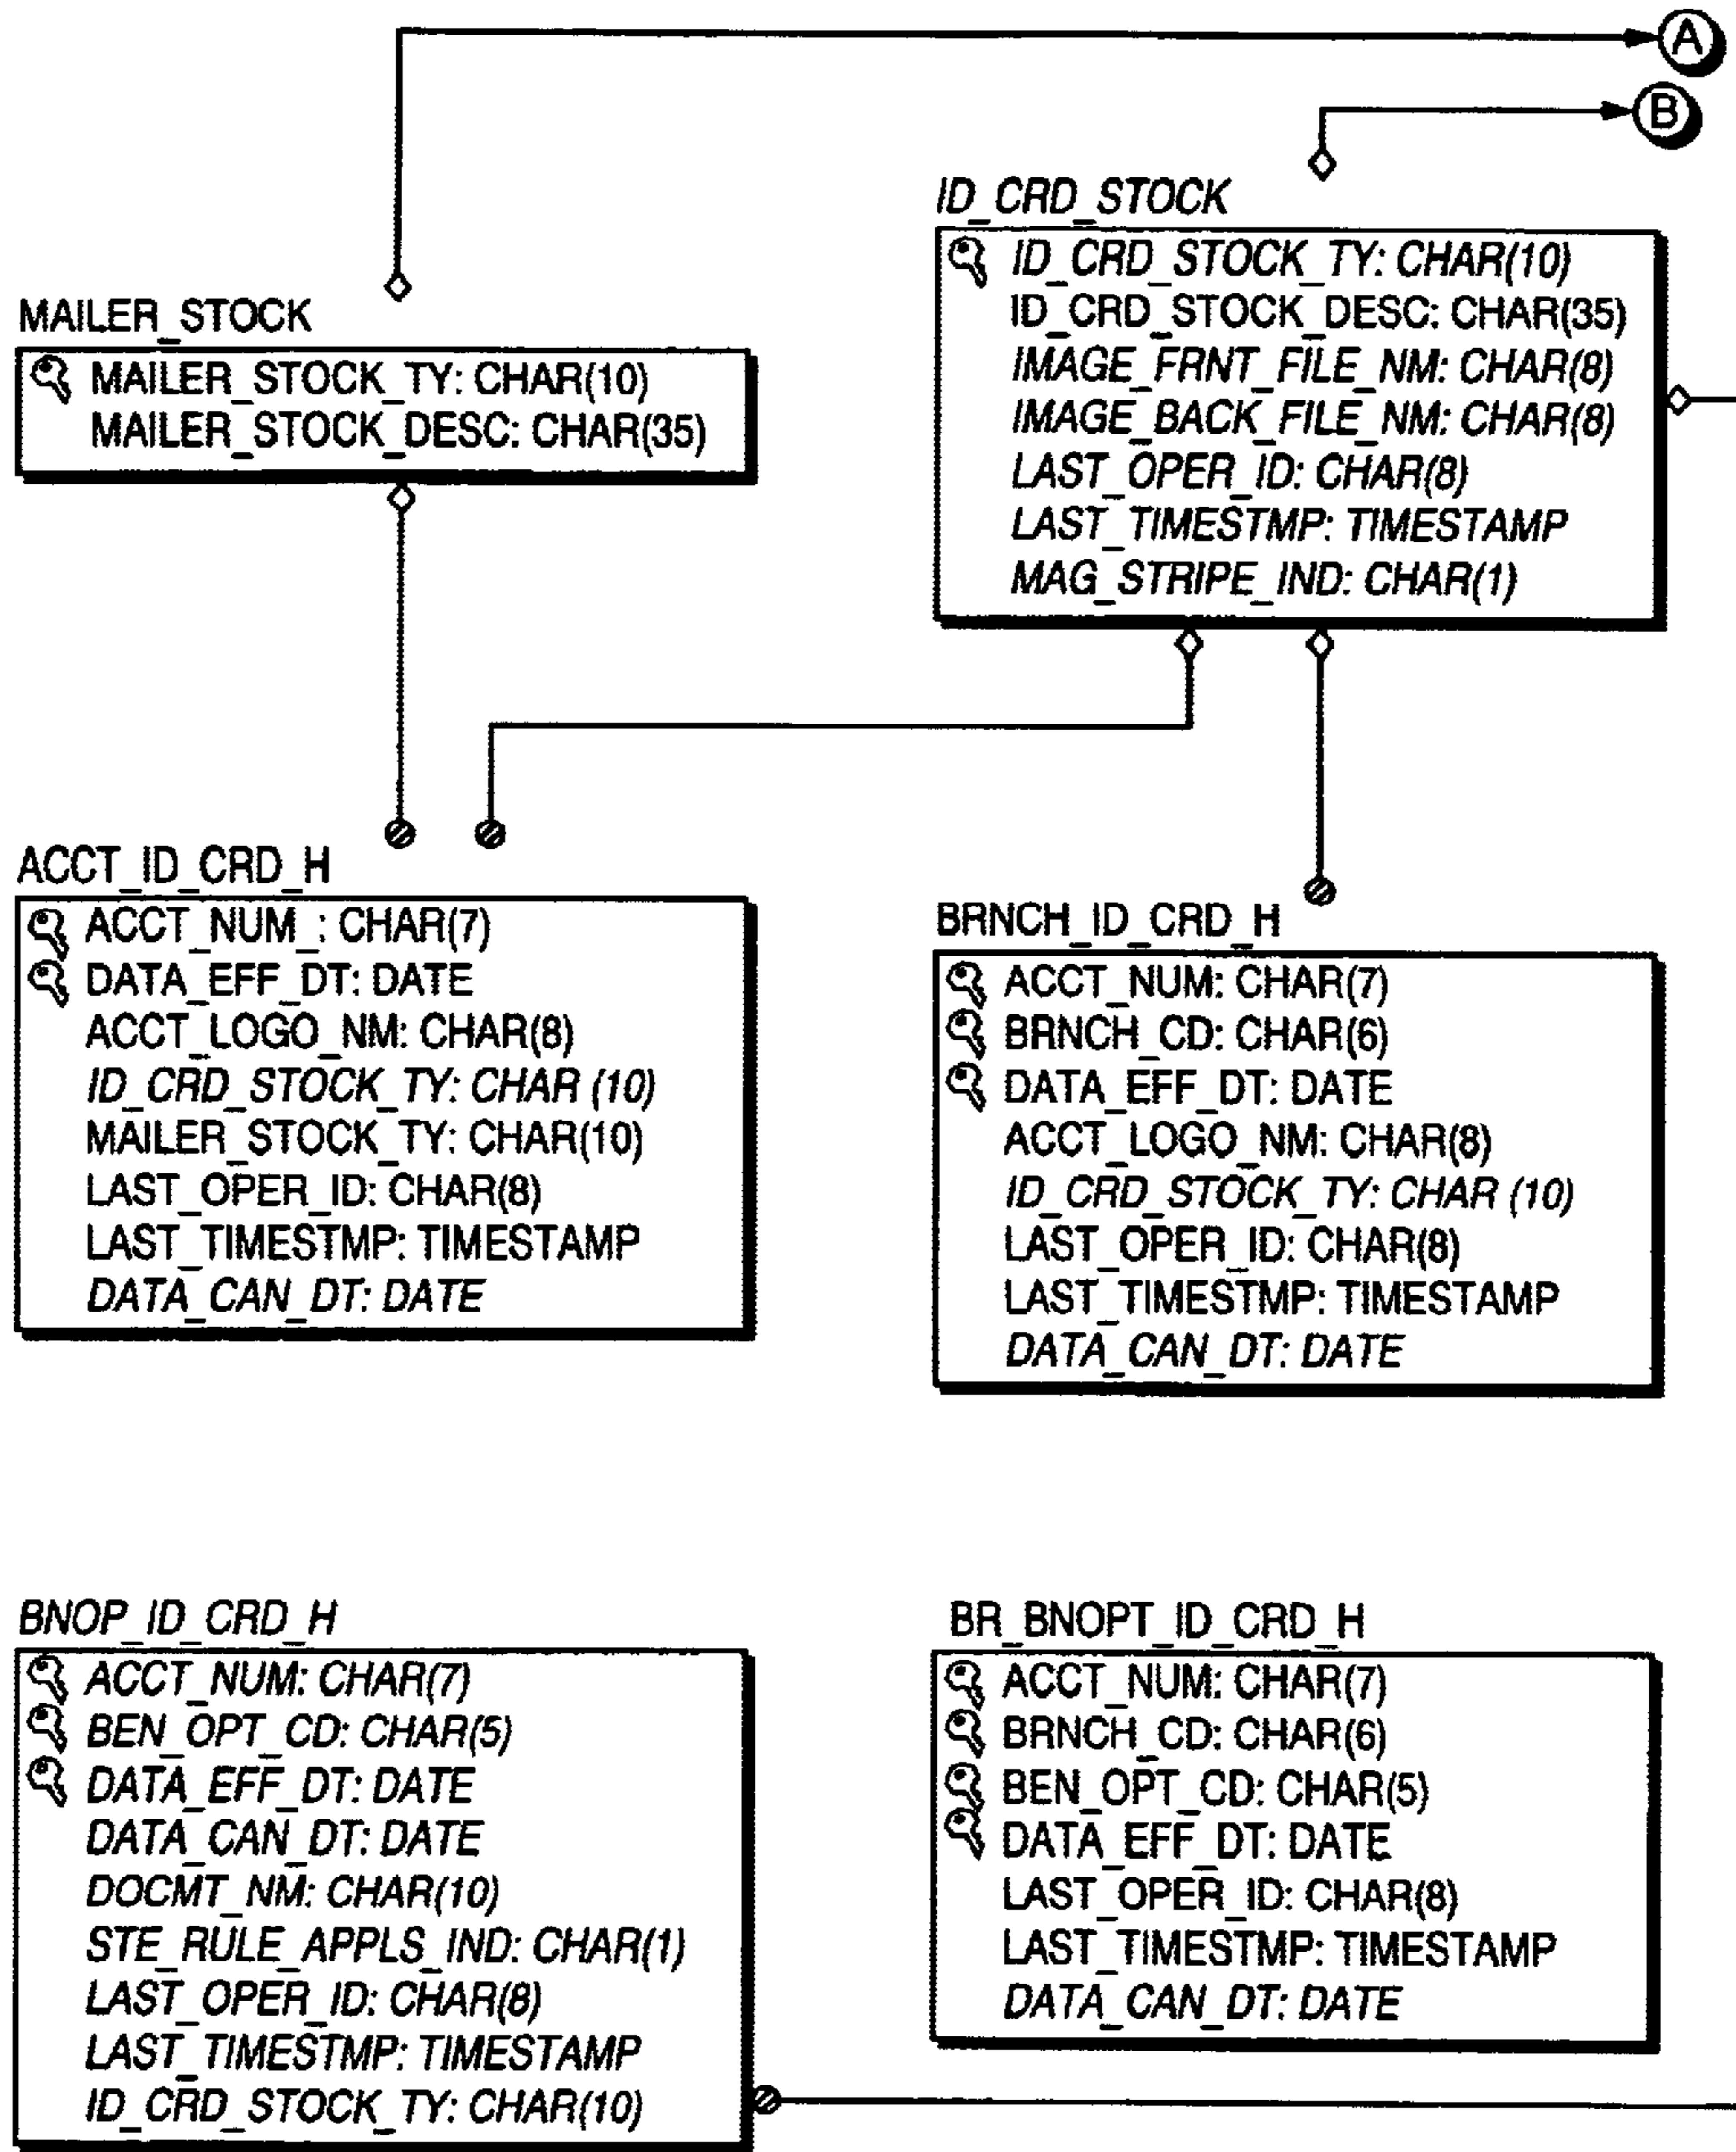 A
B
ID_CRD_STOCK
ID_CRD_STOCK_TY: CHAR(10)
ID_CRD_STOCK_DESC: CHAR(35)
IMAGE_FRNT_FILE_NM: CHAR(8)
IMAGE_BACK_FILE_NM: CHAR(8)
LAST_OPER_ID: CHAR(8)
LAST_TIMESTMP: TIMESTAMP
MAG_STRIPE_IND: CHAR(1)
MAILER_STOCK
MAILER_STOCK_TY: CHAR(10)
MAILER_STOCK_DESC: CHAR(35)
ACCT_ID_CRD_H
ACCT_NUM_: CHAR(7)
DATA_EFF_DT: DATE
ACCT_LOGO_NM: CHAR(8)
ID_CRD_STOCK_TY: CHAR (10)
MAILER_STOCK_TY: CHAR(10)
LAST_OPER_ID: CHAR(8)
LAST_TIMESTMP: TIMESTAMP
DATA_CAN_DT: DATE
BRNCH_ID_CRD_H
ACCT_NUM: CHAR(7)
BRNCH_CD: CHAR(6)
DATA_EFF_DT: DATE
ACCT_LOGO_NM: CHAR(8)
ID_CRD_STOCK_TY: CHAR (10)
LAST_OPER_ID: CHAR(8)
LAST_TIMESTMP: TIMESTAMP
DATA_CAN_DT: DATE
BNOP_ID_CRD_H
ACCT_NUM: CHAR(7)
BEN_OPT_CD: CHAR(5)
DATA_EFF_DT: DATE
DATA_CAN_DT: DATE
DOCMT_NM: CHAR(10)
STE_RULE_APPLS_IND: CHAR(1)
LAST_OPER_ID: CHAR(8)
LAST_TIMESTMP: TIMESTAMP
ID_CRD_STOCK_TY: CHAR(10)
BR_BNOPT_ID_CRD_H
ACCT_NUM: CHAR(7)
BRNCH_CD: CHAR(6)
BEN_OPT_CD: CHAR(5)
DATA_EFF_DT: DATE
LAST_OPER_ID: CHAR(8)
LAST_TIMESTMP: TIMESTAMP
DATA_CAN_DT: DATE